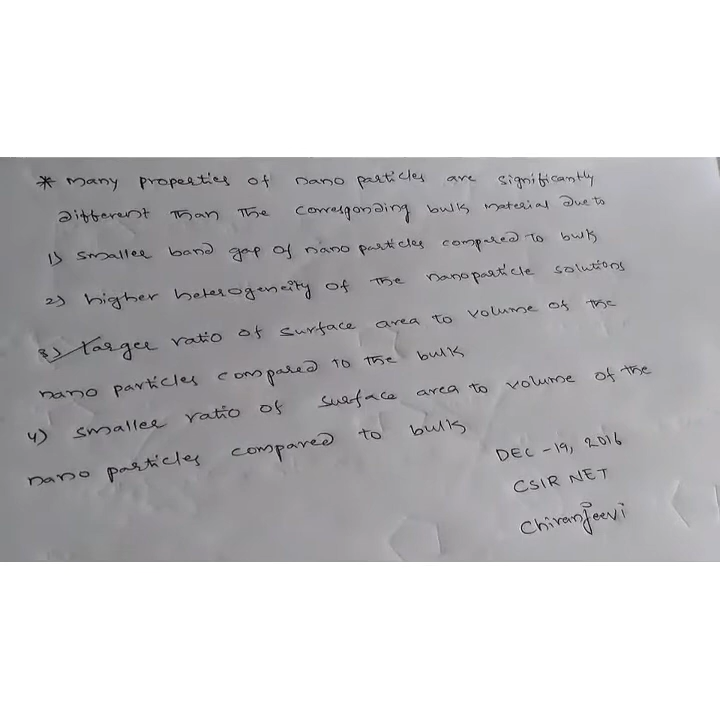 * Many properties of nano particles are significantly
different than the corresponding bulk material due to
1) smaller band gap of nano particles compared to bulk
2) higher heterogeneity of the nanoparticle solutions
3) larger ratio of surface area to volume of the
nano particles compared to the bulk
4) smaller ratio of surface area to volume of the
nano particles compared to bulk
DEC - 19, 2016
CSIR NET
Chiranjeevi